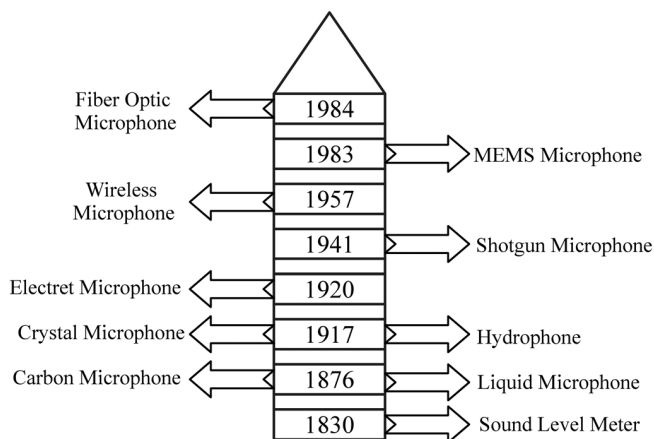 Fiber Optic
Microphone
1984
1983
MEMS Microphone
Wireless
Microphone
1957
1941
Shotgun Microphone
Electret Microphone
1920
Crystal Microphone
1917
Hydrophone
Carbon Microphone
1876
Liquid Microphone
1830
Sound Level Meter